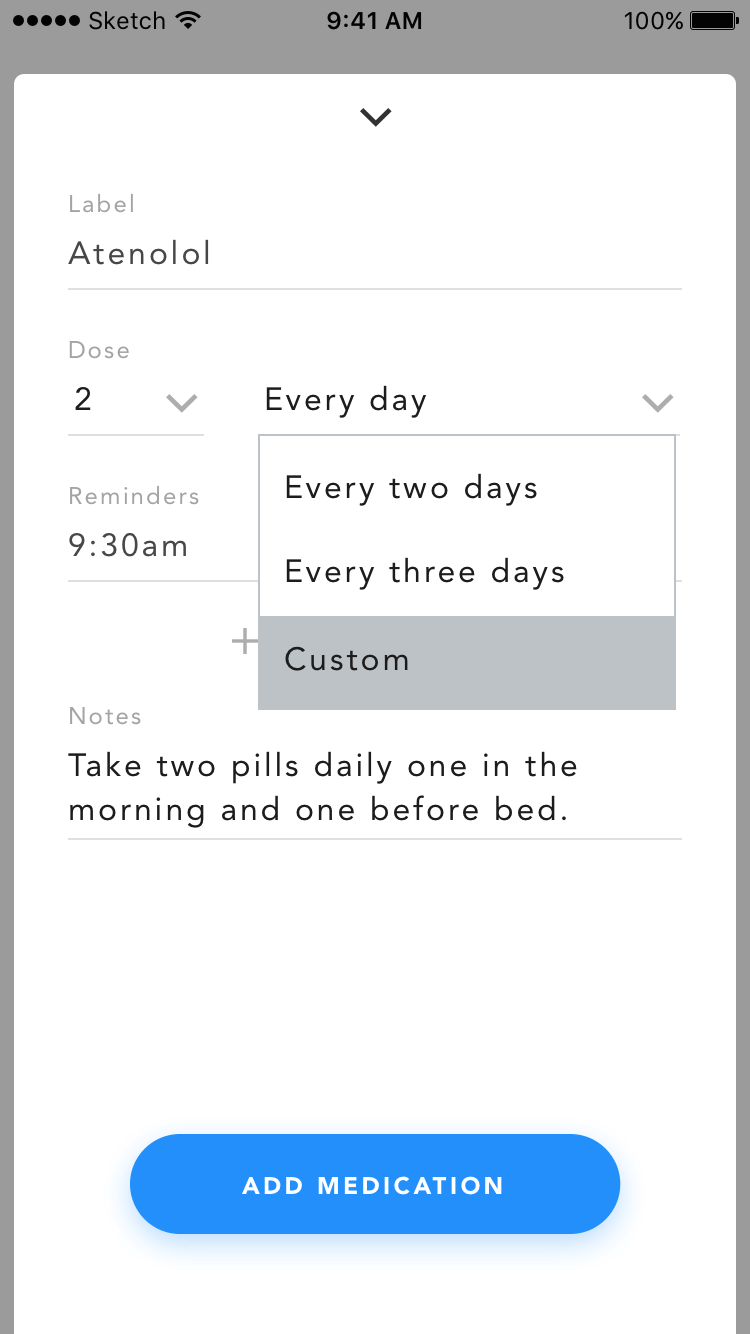 Sketch 9:41 AM 100%
Label
Atenolol
Dose
2 Every day
Every two days
Reminders
9:30am
Every three days
+
Custom
Notes
Take two pills daily one in the
morning and one before bed.
ADD MEDICATION